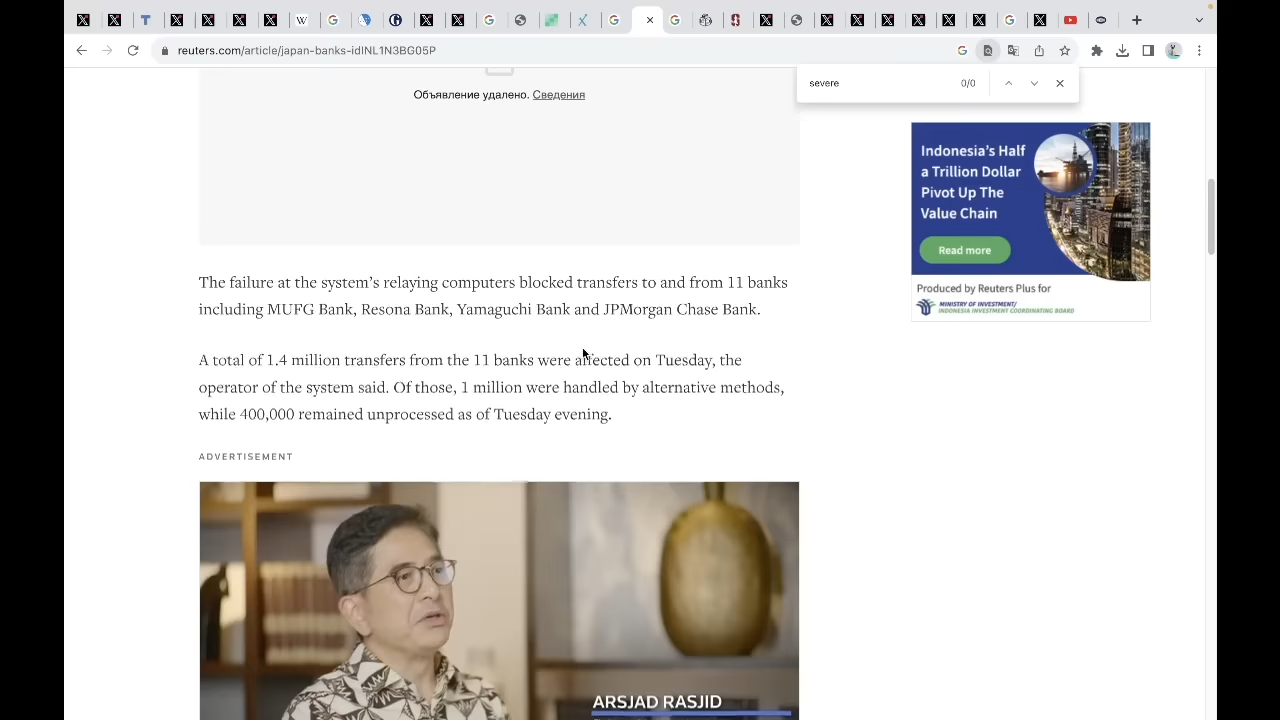 reuters.com/article/japan-banks-idINL1N3BG05P
severe
0/0
Объявление удалено. Сведения
Indonesia's Half
a Trillion Dollar
Pivot Up The
Value Chain
Read more
Produced by Reuters Plus for
MINISTRY OF INVESTMENT/
INDONESIA INVESTMENT COORDINATING BOARD
The failure at the system's relaying computers blocked transfers to and from 11 banks
including MUFG Bank, Resona Bank, Yamaguchi Bank and JPMorgan Chase Bank.
A total of 1.4 million transfers from the 11 banks were affected on Tuesday, the
operator of the system said. Of those, 1 million were handled by alternative methods,
while 400,000 remained unprocessed as of Tuesday evening.
ADVERTISEMENT
ARSJAD RASJID